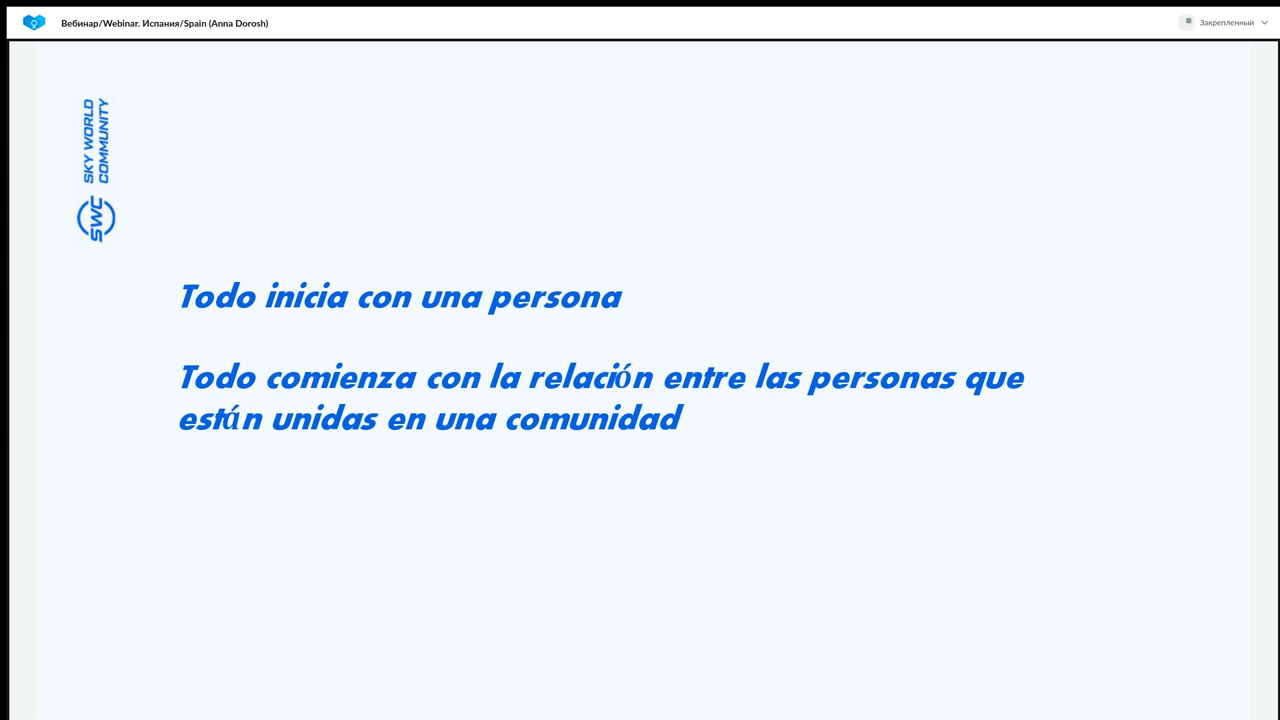 Вебинар/Webinar. Испания/Spain (Anna Dorosh)
Закрепленный
SKY WORLD
COMMUNITY
SWC
Todo inicia con una persona
Todo comienza con la relación entre las personas que
están unidas en una comunidad